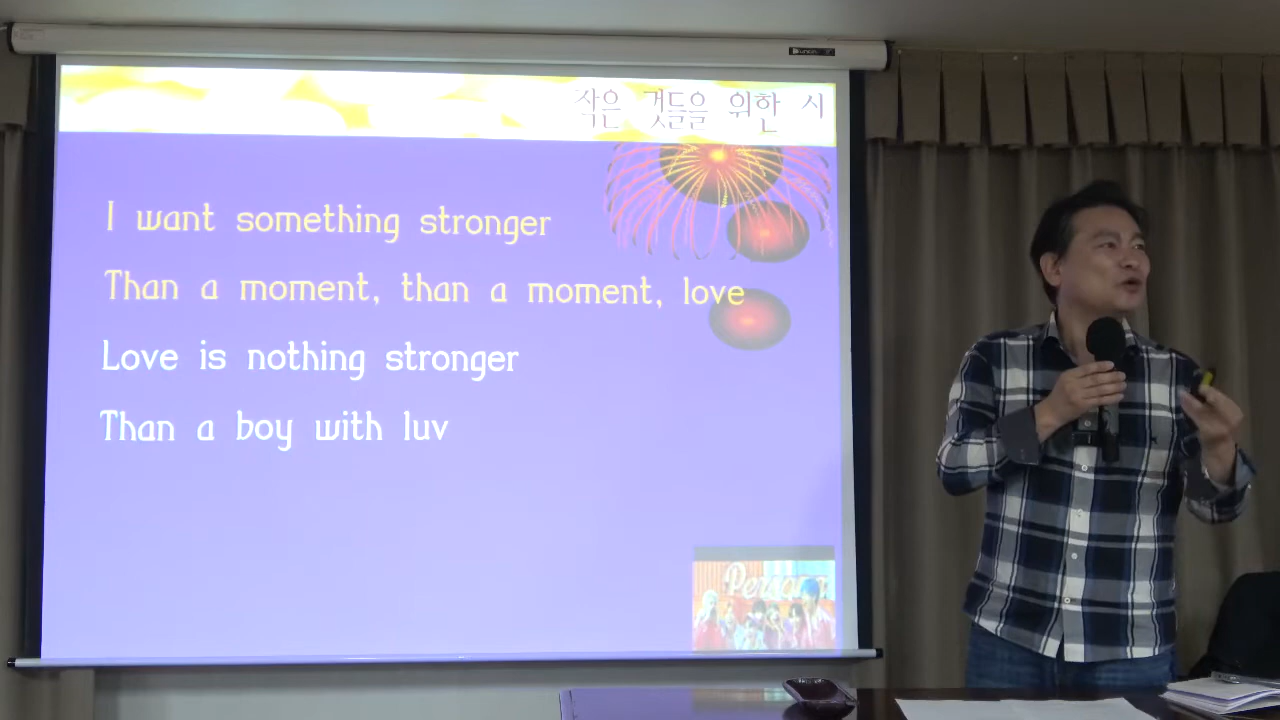 작은 것들을 위한 시
I want something stronger
Than a moment, than a moment, love
Love is nothing stronger
Than a boy with luv
Persona